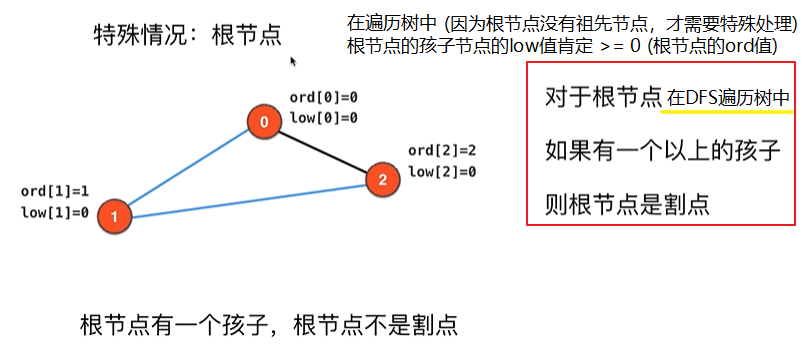 特殊情况：根节点
在遍历树中 (因为根节点没有祖先节点，才需要特殊处理)
根节点的孩子节点的low值肯定 >= 0 (根节点的ord值)
对于根节点 在DFS遍历树中
如果有一个以上的孩子
则根节点是割点
ord[0]=0
low[0]=0
0
ord[2]=2
low[2]=0
2
ord[1]=1
low[1]=0
1
根节点有一个孩子，根节点不是割点